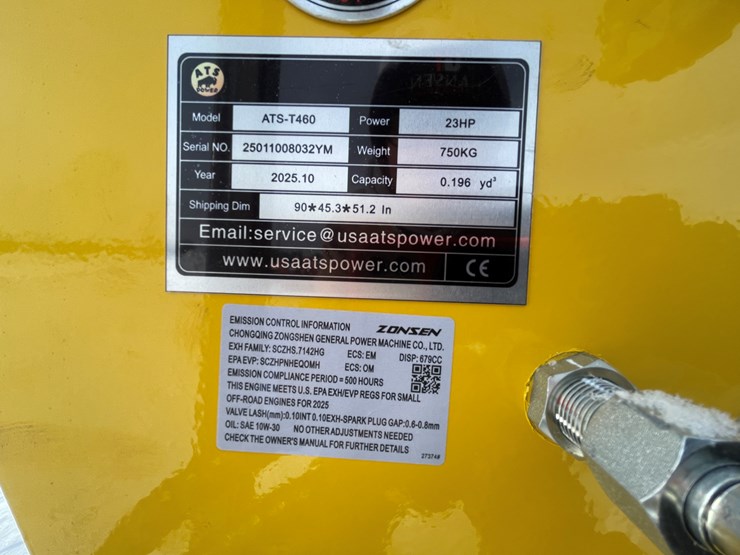 ATS
POWER
Model ATS-T460 Power 23HP
Serial NO. 25011008032YM Weight 750KG
Year 2025.10 Capacity 0.196 yd³
Shipping Dim 90*45.3*51.2 In
Email:service@usaatspower.com
www.usaatspower.com CE
EMISSION CONTROL INFORMATION ZONSEN
CHONGQING ZONGSHEN GENERAL POWER MACHINE CO., LTD.
EXH FAMILY: SCZHS.7142HG ECS: EM DISP: 679CC
EPA EVP: SCZHPNHEQOMH ECS: OM
EMISSION COMPLIANCE PERIOD = 500 HOURS
THIS ENGINE MEETS U.S. EPA EXH/EVP REGS FOR SMALL
OFF-ROAD ENGINES FOR 2025
VALVE LASH(mm):0.10INT 0.10EXH-SPARK PLUG GAP:0.6-0.8mm
OIL: SAE 10W-30 NO OTHER ADJUSTMENTS NEEDED
CHECK THE OWNER'S MANUAL FOR FURTHER DETAILS
27374#